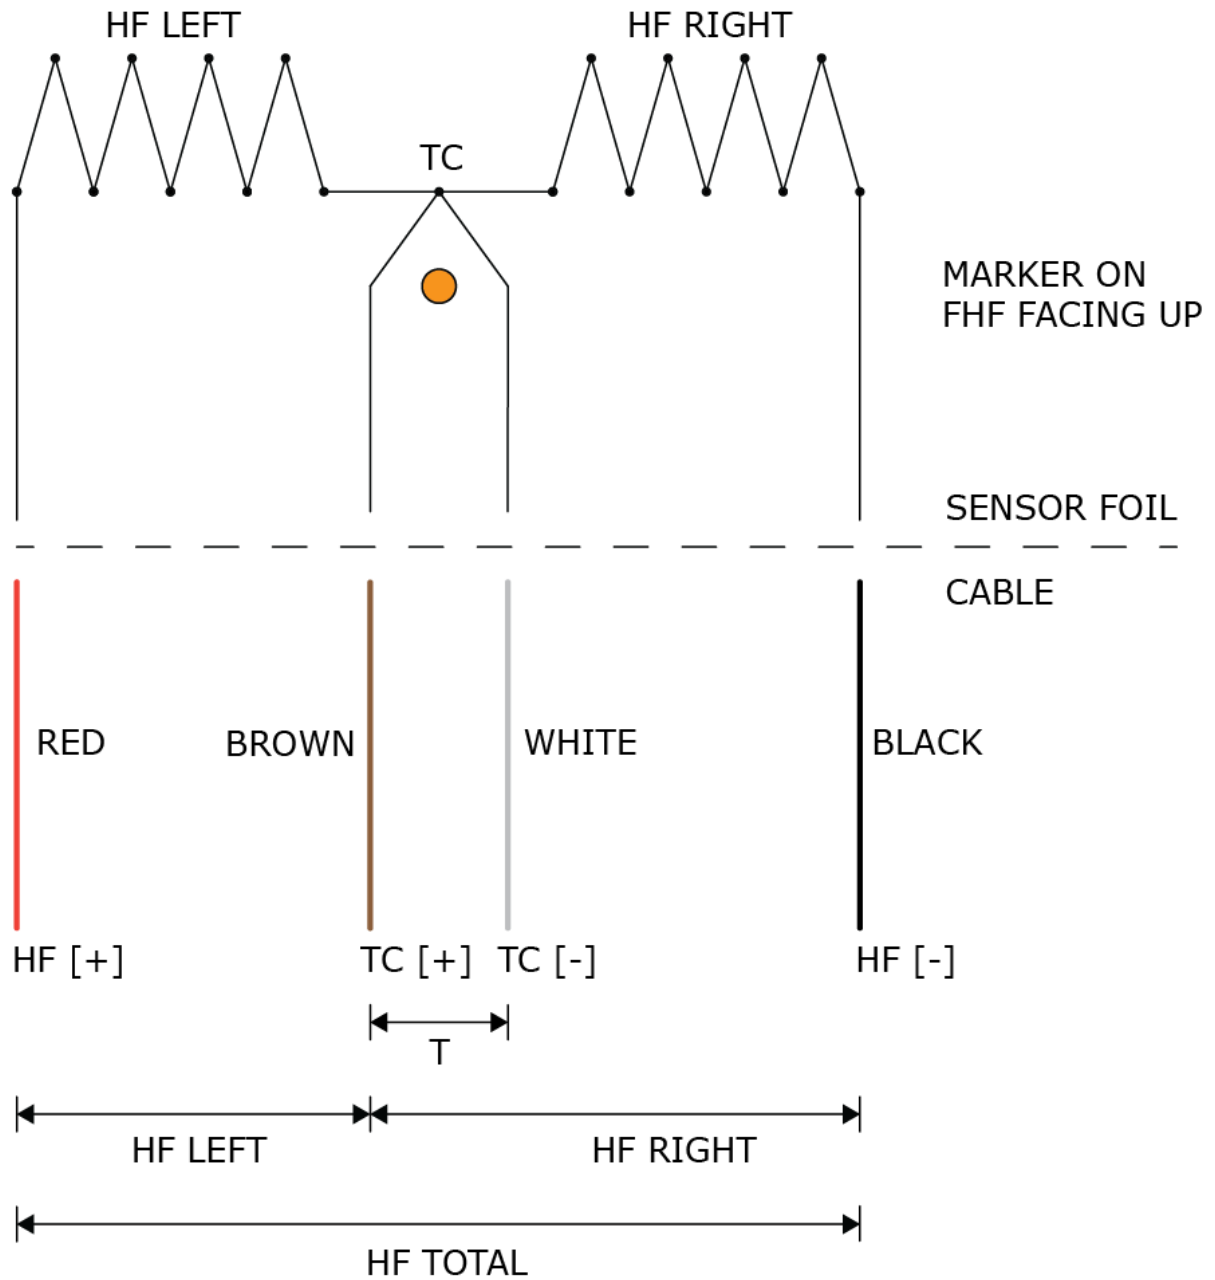 HF LEFT
HF RIGHT
TC
MARKER ON
FHF FACING UP
SENSOR FOIL
CABLE
RED
BROWN
WHITE
BLACK
HF [+]
TC [+]
TC [-]
HF [-]
T
HF LEFT
HF RIGHT
HF TOTAL